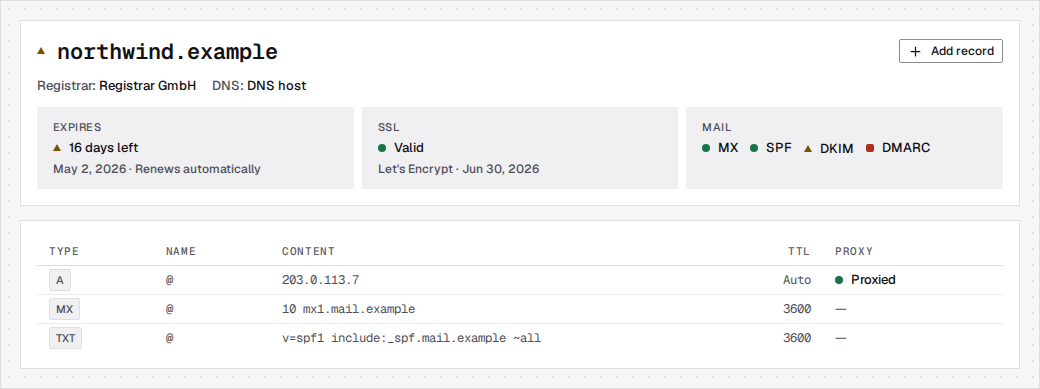 northwind.example
Add record
Registrar: Registrar GmbH DNS: DNS host
EXPIRES
16 days left
May 2, 2026 · Renews automatically
SSL
Valid
Let's Encrypt · Jun 30, 2026
MAIL
MX SPF DKIM DMARC
TYPE NAME CONTENT TTL PROXY
A @ 203.0.113.7 Auto Proxied
MX @ 10 mx1.mail.example 3600 —
TXT @ v=spf1 include:_spf.mail.example ~all 3600 —